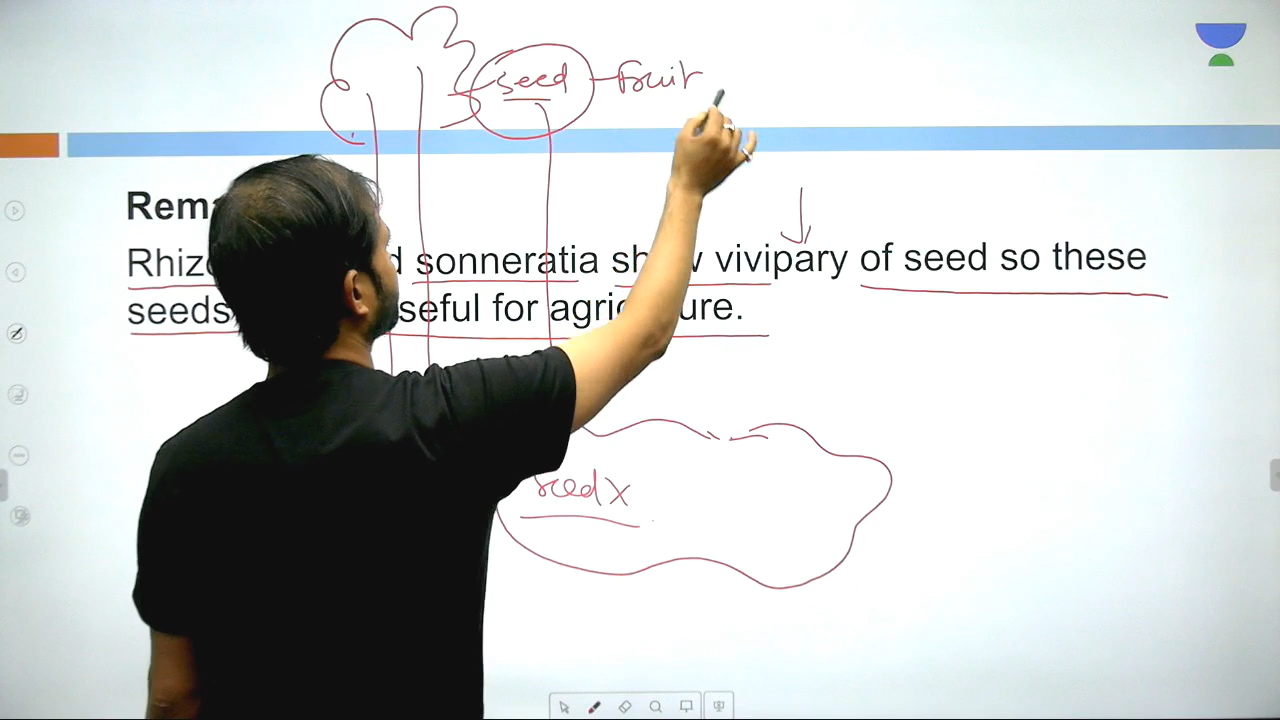 seed - fruit
Rema
Rhizo d sonneratia sh w vivipary of seed so these
seeds seful for agric ure.
seed x